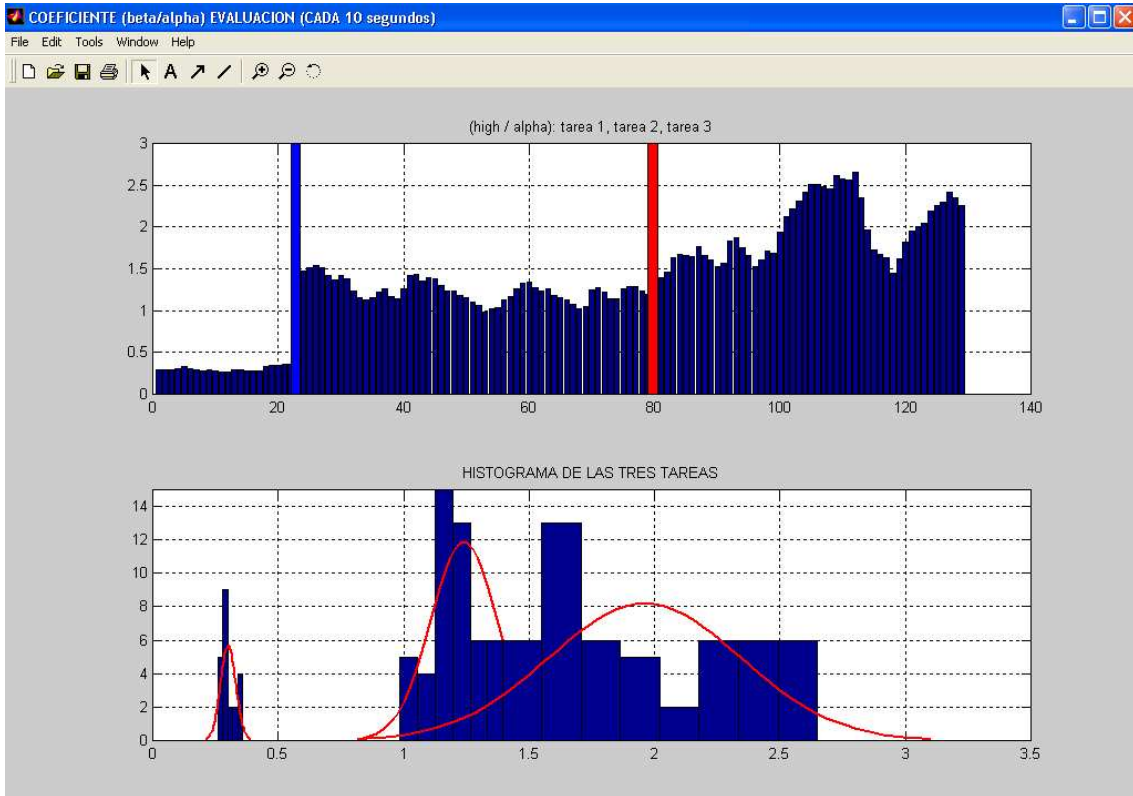 COEFICIENTE (beta/alpha) EVALUACION (CADA 10 segundos)
File Edit Tools Window Help
A
(high / alpha): tarea 1, tarea 2, tarea 3
3
2.5
2
1.5
1
0.5
0
0 20 40 60 80 100 120 140
HISTOGRAMA DE LAS TRES TAREAS
14
12
10
8
6
4
2
0
0 0.5 1 1.5 2 2.5 3 3.5